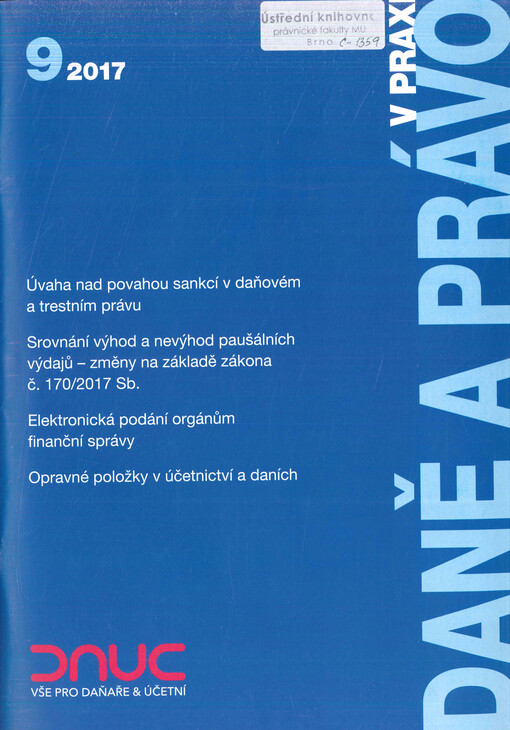 Ústřední knihovna
právnické fakulty MU
Brno C-1359
9 2017
DANĚ A PRÁVO
V PRAXI
Úvaha nad povahou sankcí v daňovém
a trestním právu
Srovnání výhod a nevýhod paušálních
výdajů – změny na základě zákona
č. 170/2017 Sb.
Elektronická podání orgánům
finanční správy
Opravné položky v účetnictví a daních
DAUC
VŠE PRO DAŇAŘE & ÚČETNÍ